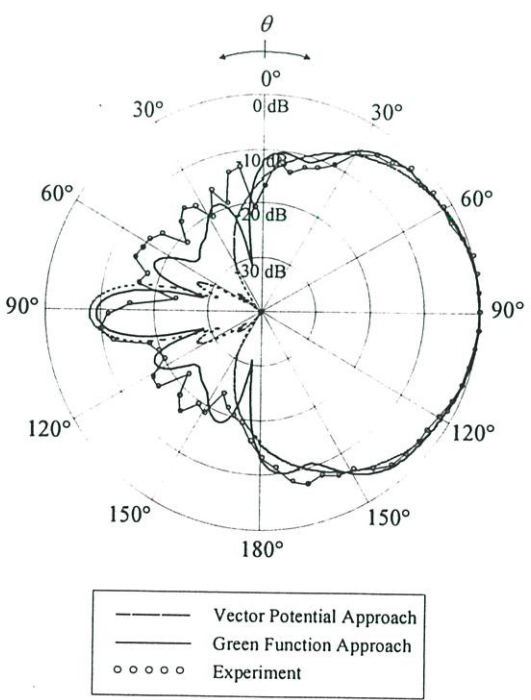 θ
0°
30°
0 dB
30°
-10 dB
60°
-20 dB
60°
-30 dB
90°
90°
120°
120°
150°
150°
180°
Vector Potential Approach
Green Function Approach
Experiment